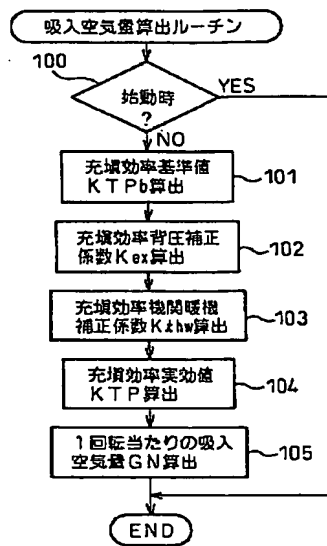 吸入空気量算出ルーチン
100
始動時
?
YES
NO
充填効率基準値
KTPb算出
101
充填効率背圧補正
係数Kex算出
102
充填効率機関暖機
補正係数Kthw算出
103
充填効率実効値
KTP算出
104
1回転当たりの吸入
空気量GN算出
105
END